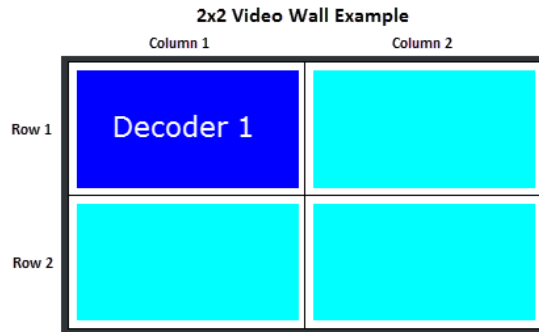 2x2 Video Wall Example
Column 1 Column 2
Row 1
Decoder 1
Row 2